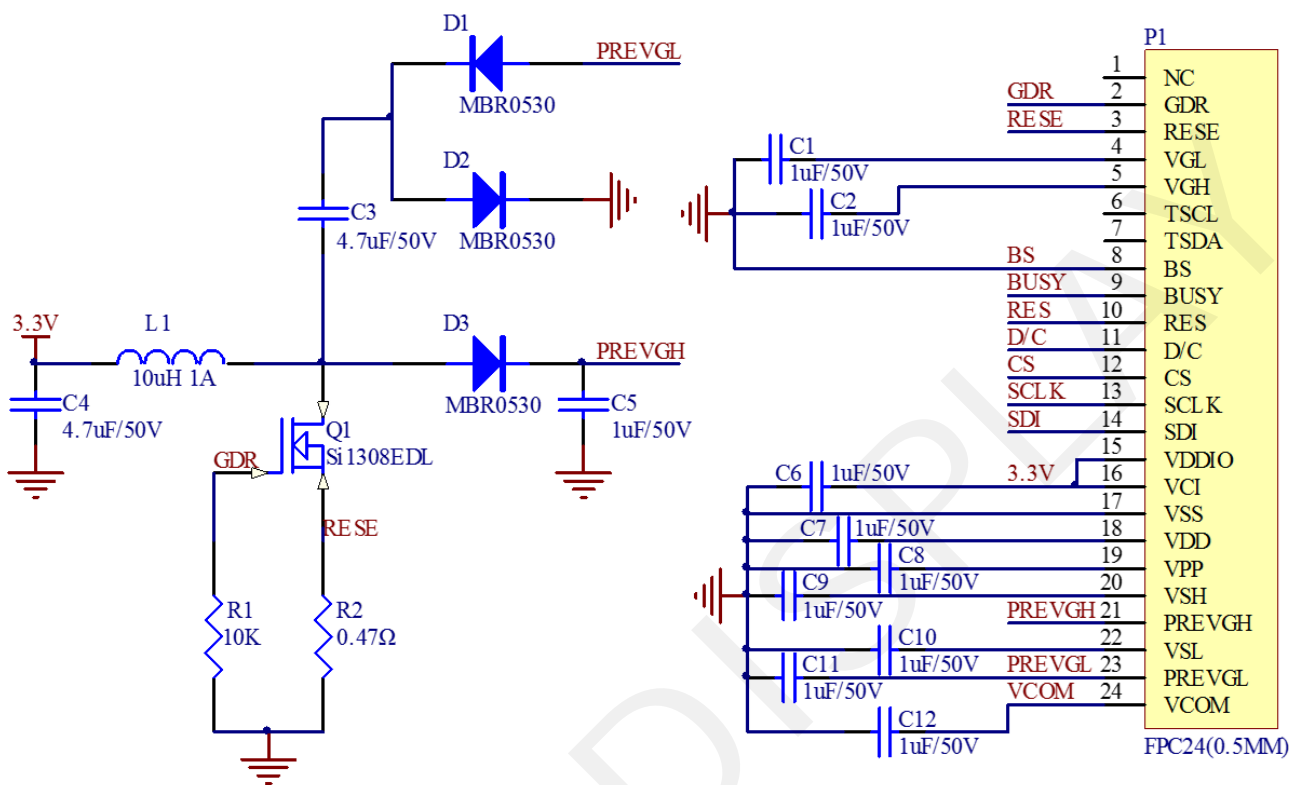 D1
PREVGL
MBR0530
D2
MBR0530
C3
4.7uF/50V
3.3V
L1
10uH 1A
D3
PREVGH
MBR0530
C4
4.7uF/50V
C5
1uF/50V
Q1
Si1308EDL
GDR
RESE
R1
10K
R2
0.47Ω
P1
1
NC
GDR
2
GDR
RESE
3
RESE
C1
1uF/50V
4
VGL
C2
1uF/50V
5
VGH
6
TSCL
7
TSDA
BS
8
BS
BUSY
9
BUSY
RES
10
RES
D/C
11
D/C
CS
12
CS
SCLK
13
SCLK
SDI
14
SDI
15
VDDIO
C6
1uF/50V
3.3V
16
VCI
17
VSS
C7
1uF/50V
18
VDD
C8
1uF/50V
19
VPP
C9
1uF/50V
20
VSH
PREVGH
21
PREVGH
C10
1uF/50V
22
VSL
C11
1uF/50V
PREVGL
23
PREVGL
VCOM
24
VCOM
C12
1uF/50V
FPC24(0.5MM)
DISPLAY